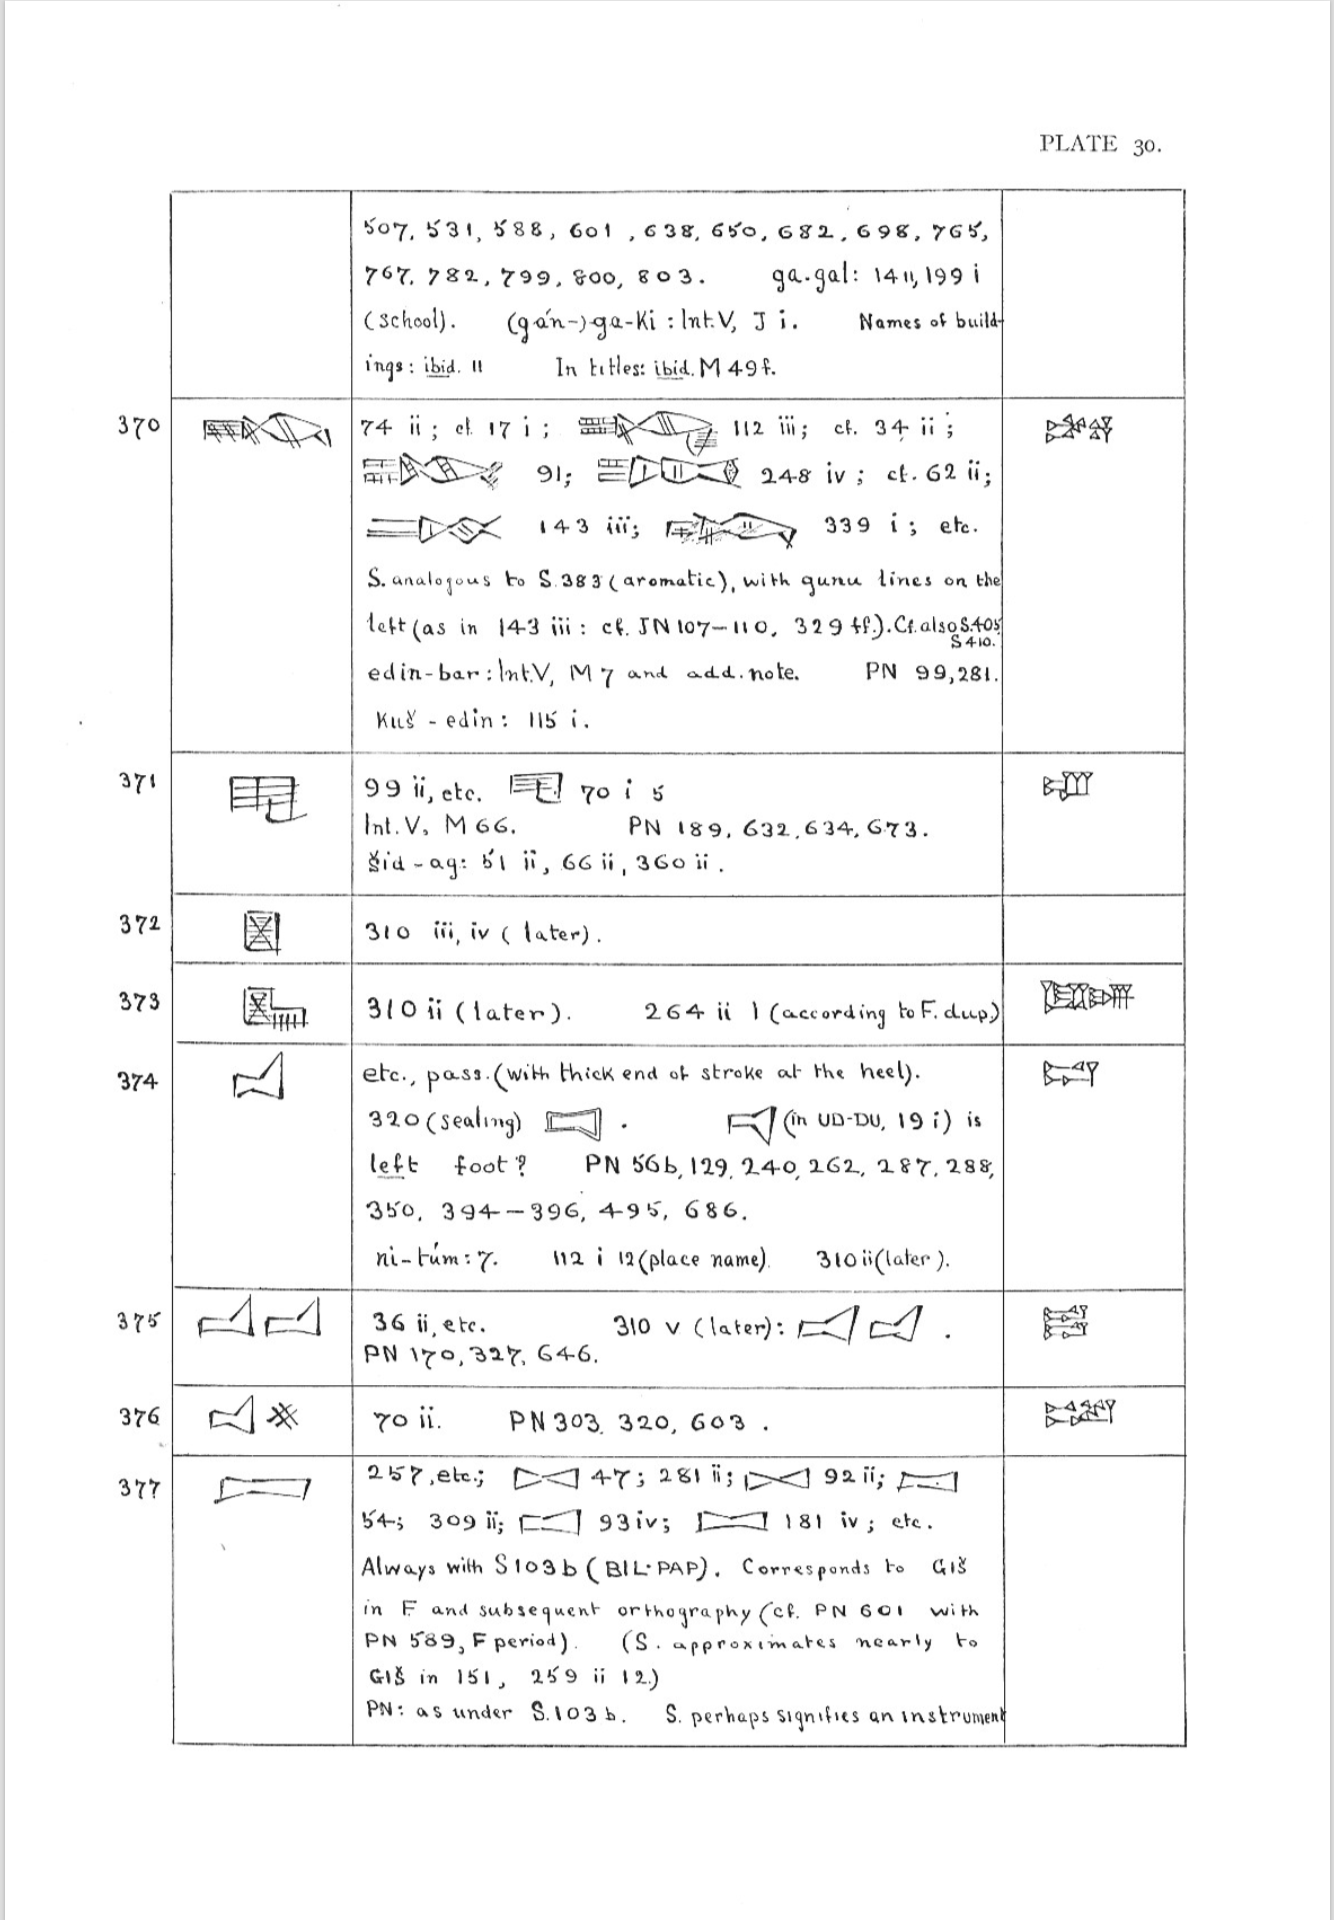 PLATE 30.
507, 531, 588, 601, 638, 650, 682, 698, 765,
767, 782, 799, 800, 803. ga-gal: 14 11, 199 i
(school). (gán-)ga-Ki: Int.V, J i. Names of build-
ings: ibid. 11 In titles: ibid. M 49 f.
370 74 ii; cf. 17 i; 112 iii; cf. 34 ii;
91; 248 iv; cf. 62 ii;
143 iii; 339 i; etc.
S. analogous to S.383 (aromatic), with gunu lines on the
left (as in 143 iii: cf. JN 107–110, 329 ff.). Cf. also S.405
S 410.
edin-bar: Int.V, M 7 and add. note. PN 99, 281.
Kuš - edin: 115 i.
371 99 ii, etc. 70 i 5
Int. V, M 66. PN 189, 632, 634, 673.
Šid-ag: 51 ii, 66 ii, 360 ii.
372 310 iii, iv (later).
373 310 ii (later). 264 ii 1 (according to F. dup.)
374 etc., pass. (with thick end of stroke at the heel).
320 (sealing) . (in UD-DU, 19 i) is
left foot? PN 56b, 129, 240, 262, 287, 288,
350, 394–396, 495, 686.
ni-túm: 7. 112 i 12 (place name). 310 ii (later).
375 36 ii, etc. 310 v (later): .
PN 170, 327, 646.
376 70 ii. PN 303, 320, 603.
377 257, etc.; 47; 281 ii; 92 ii;
54; 309 ii; 93 iv; 181 iv; etc.
Always with S 103 b (BIL-PAP). Corresponds to GIŠ
in F and subsequent orthography (cf. PN 601 with
PN 589, F period). (S. approximates nearly to
GIŠ in 151, 259 ii 12.)
PN: as under S.103 b. S. perhaps signifies an instrument